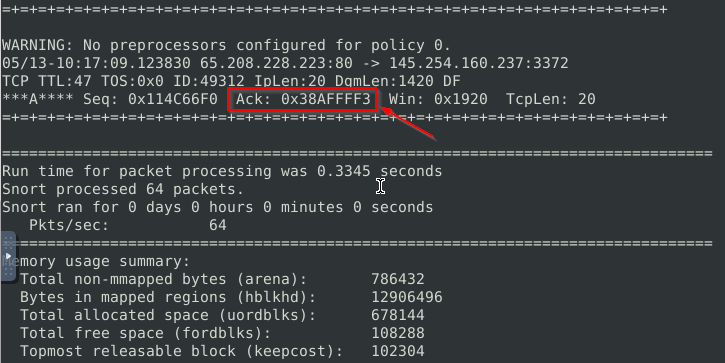 =+=+=+=+=+=+=+=+=+=+=+=+=+=+=+=+=+=+=+=+=+=+=+=+=+=+=+=+=+=+=+=+=+=+=+=+=+
WARNING: No preprocessors configured for policy 0.
05/13-10:17:09.123830 65.208.228.223:80 -> 145.254.160.237:3372
TCP TTL:47 TOS:0x0 ID:49312 IpLen:20 DgmLen:1420 DF
***A**** Seq: 0x114C66F0 Ack: 0x38AFFFF3 Win: 0x1920 TcpLen: 20
=+=+=+=+=+=+=+=+=+=+=+=+=+=+=+=+=+=+=+=+=+=+=+=+=+=+=+=+=+=+=+=+=+=+=+=+=+
===============================================================================
Run time for packet processing was 0.3345 seconds
Snort processed 64 packets.
Snort ran for 0 days 0 hours 0 minutes 0 seconds
Pkts/sec: 64
===============================================================================
Memory usage summary:
Total non-mmapped bytes (arena): 786432
Bytes in mapped regions (hblkhd): 12906496
Total allocated space (uordblks): 678144
Total free space (fordblks): 108288
Topmost releasable block (keepcost): 102304